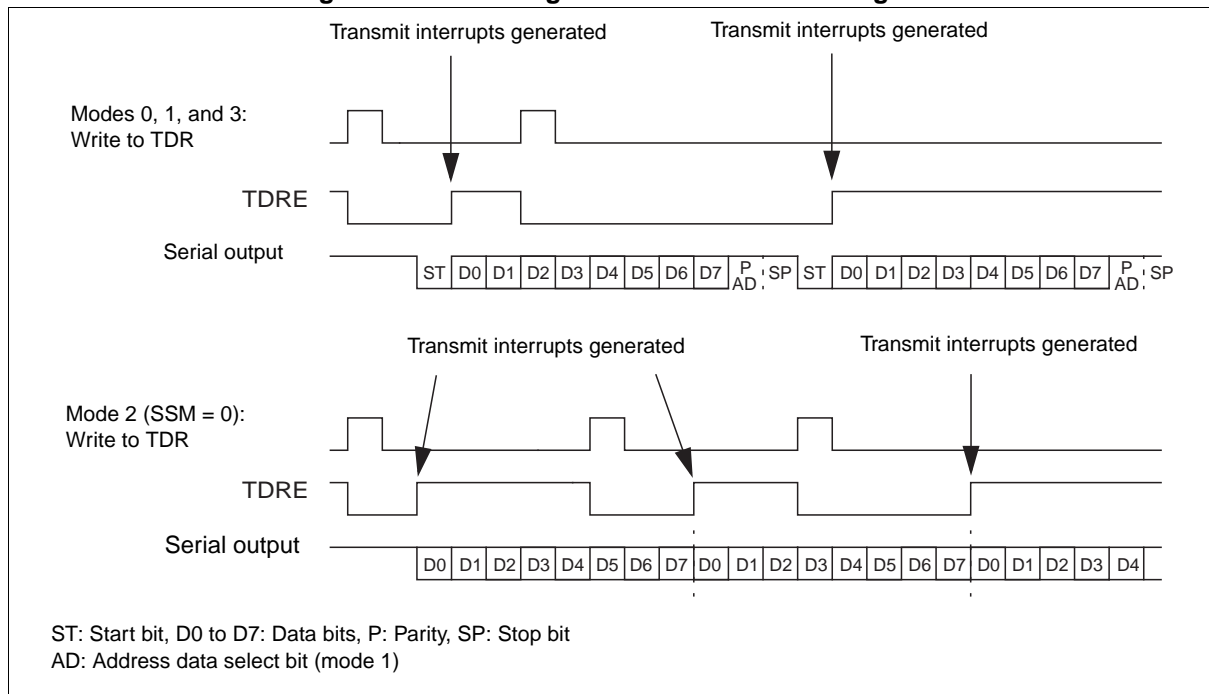 Transmit interrupts generated Transmit interrupts generated
Modes 0, 1, and 3:
Write to TDR
TDRE
Serial output
ST D0 D1 D2 D3 D4 D5 D6 D7 P AD SP ST D0 D1 D2 D3 D4 D5 D6 D7 P AD SP
Transmit interrupts generated Transmit interrupts generated
Mode 2 (SSM = 0):
Write to TDR
TDRE
Serial output
D0 D1 D2 D3 D4 D5 D6 D7 D0 D1 D2 D3 D4 D5 D6 D7 D0 D1 D2 D3 D4
ST: Start bit, D0 to D7: Data bits, P: Parity, SP: Stop bit
AD: Address data select bit (mode 1)